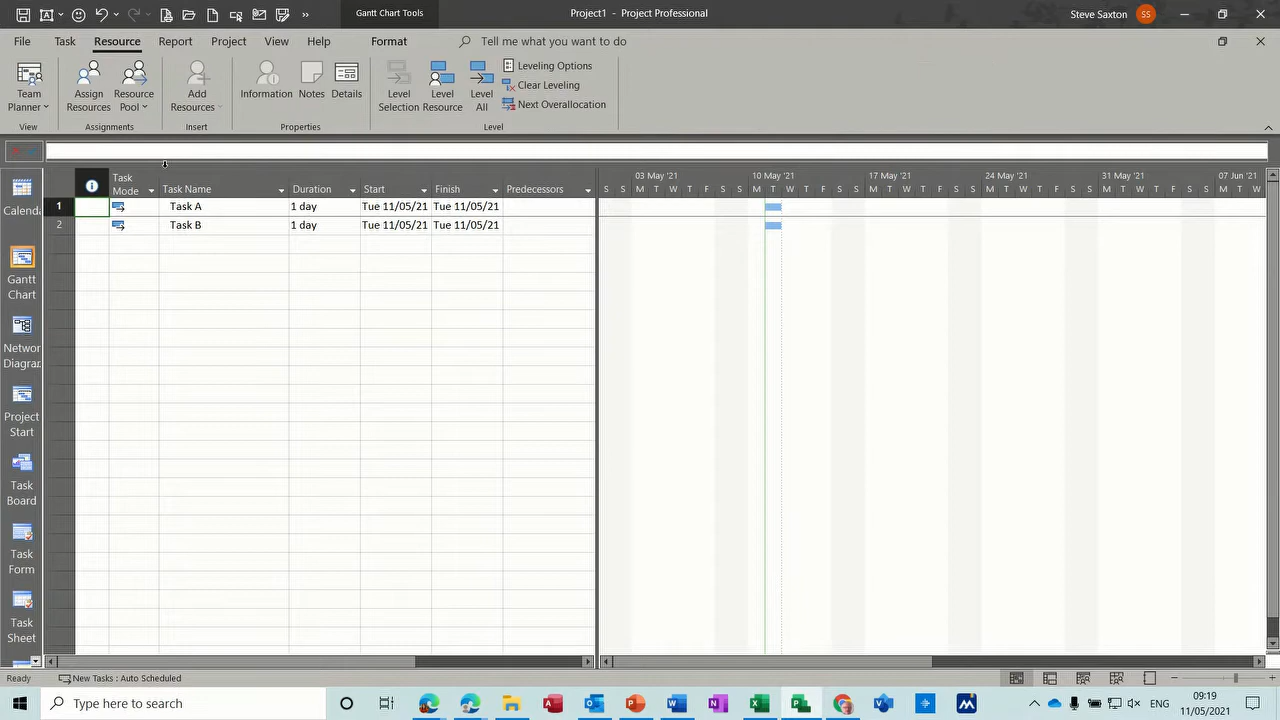 Gantt Chart Tools
Project1 - Project Professional
Steve Saxton
SS
File
Task
Resource
Report
Project
View
Help
Format
Tell me what you want to do
Team Planner
Assign Resources
Resource Pool
Add Resources
Information
Notes
Details
Level Selection
Level Resource
Level All
Leveling Options
Clear Leveling
Next Overallocation
View
Assignments
Insert
Properties
Level
Task Mode
Task Name
Duration
Start
Finish
Predecessors
03 May '21
10 May '21
17 May '21
24 May '21
31 May '21
07 Jun '21
S S M T W T F S S M T W T F S S M T W T F S S M T W T F S S M T W T F S S M T W
1 Task A 1 day Tue 11/05/21 Tue 11/05/21
2 Task B 1 day Tue 11/05/21 Tue 11/05/21
Calenda
Gantt Chart
Networ
Diagrar
Project Start
Task Board
Task Form
Task Sheet
Ready
New Tasks : Auto Scheduled
Type here to search
ENG
09:19
11/05/2021